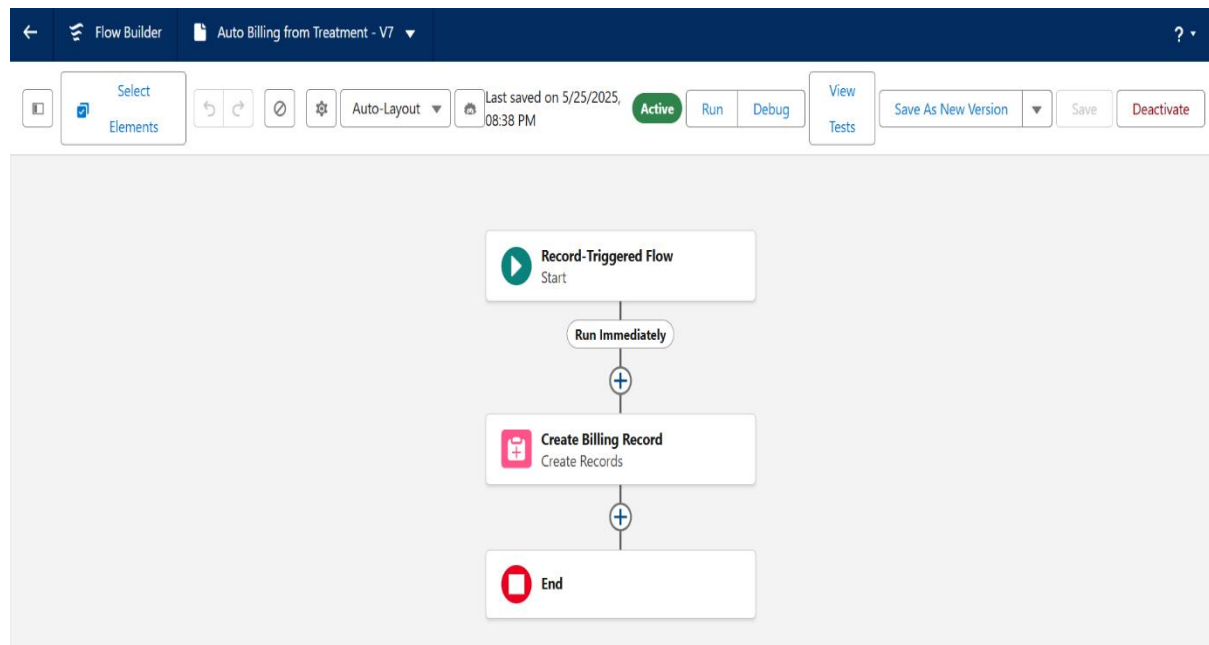 Flow Builder
Auto Billing from Treatment - V7
?
Select
Elements
Auto-Layout
Last saved on 5/25/2025,
08:38 PM
Active
Run
Debug
View
Tests
Save As New Version
Save
Deactivate
Record-Triggered Flow
Start
Run Immediately
Create Billing Record
Create Records
End